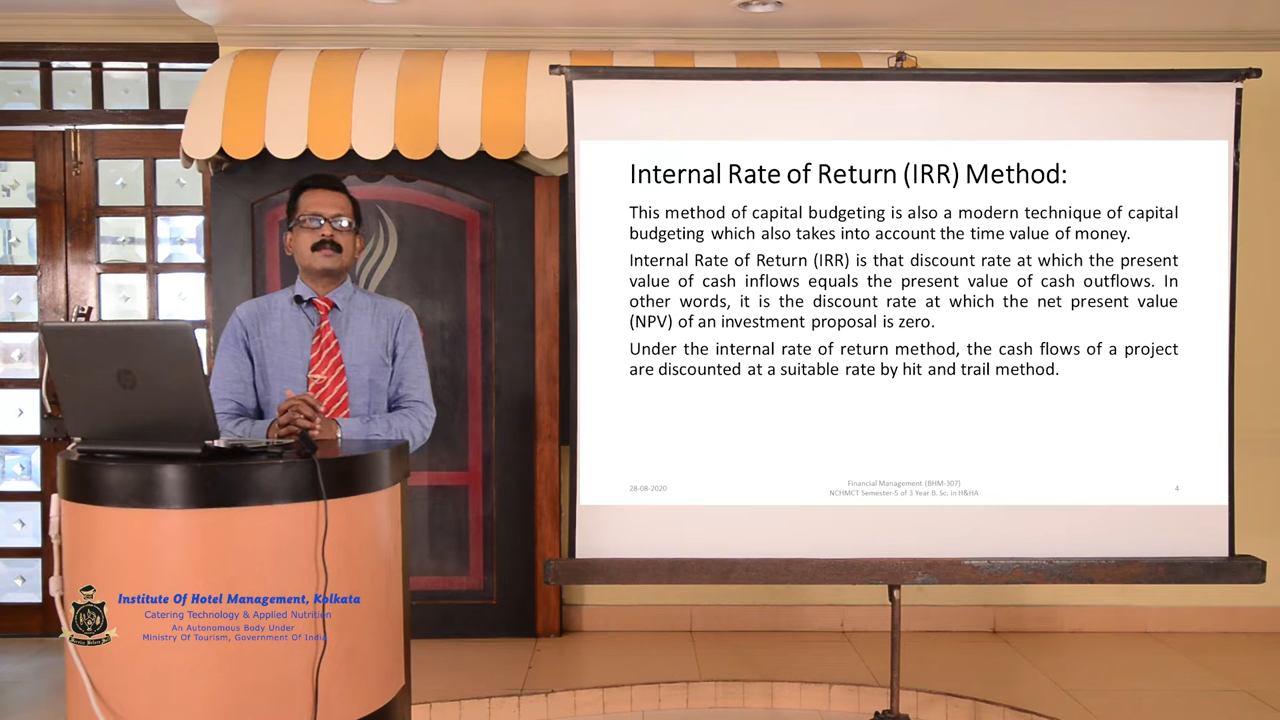 Internal Rate of Return (IRR) Method:
This method of capital budgeting is also a modern technique of capital
budgeting which also takes into account the time value of money.
Internal Rate of Return (IRR) is that discount rate at which the present
value of cash inflows equals the present value of cash outflows. In
other words, it is the discount rate at which the net present value
(NPV) of an investment proposal is zero.
Under the internal rate of return method, the cash flows of a project
are discounted at a suitable rate by hit and trail method.
28-08-2020
Financial Management (BHM-307)
NCHMCT Semester-5 of 3 Year B. Sc. in H&HA
4
Institute Of Hotel Management, Kolkata
Catering Technology & Applied Nutrition
An Autonomous Body Under
Ministry Of Tourism, Government Of India